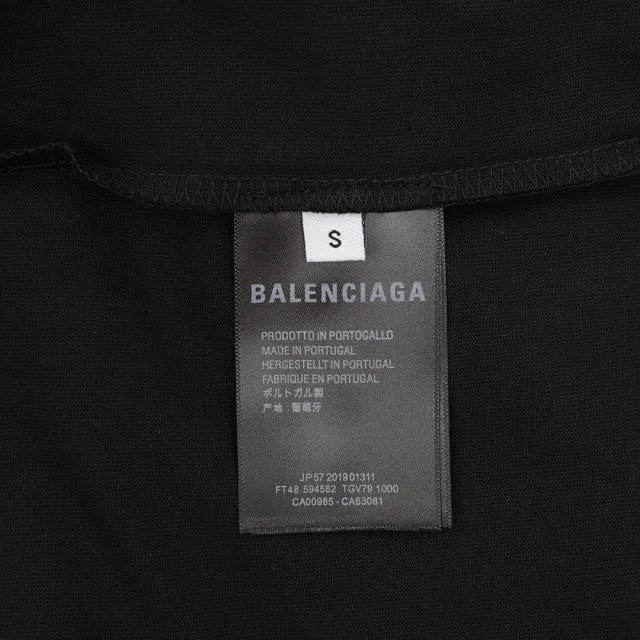 S
BALENCIAGA
PRODOTTO IN PORTOGALLO
MADE IN PORTUGAL
HERGESTELLT IN PORTUGAL
FABRIQUE EN PORTUGAL
ポルトガル製
产地:葡萄牙
JP57 201901311
FT48 594582 TGV79 1000
CA00985 - CA53081